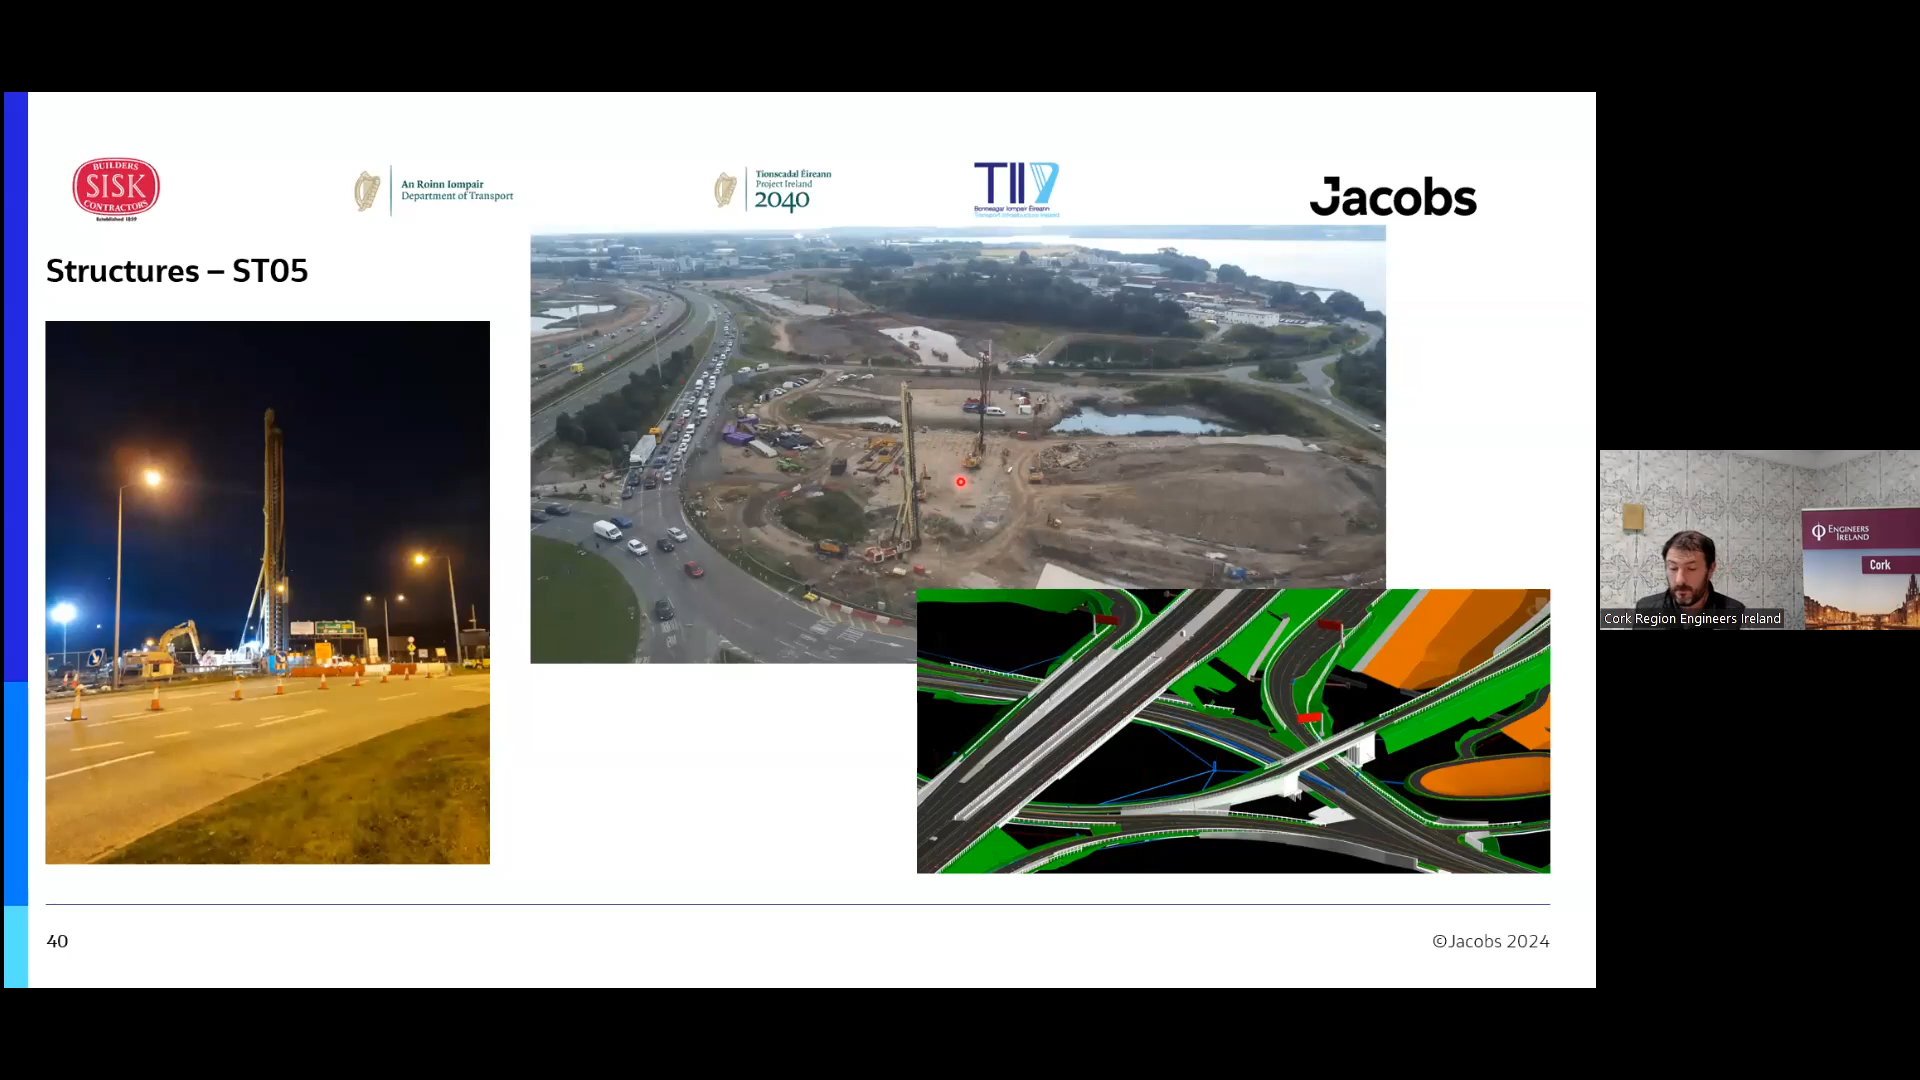 BUILDERS
SISK
CONTRACTORS
Established 1859
An Roinn Iompair
Department of Transport
Tionscadal Éireann
Project Ireland
2040
TII
Bonneagar Iompair Éireann
Transport Infrastructure Ireland
Jacobs
Structures – ST05
ENGINEERS
IRELAND
Cork
Cork Region Engineers Ireland
40
©Jacobs 2024